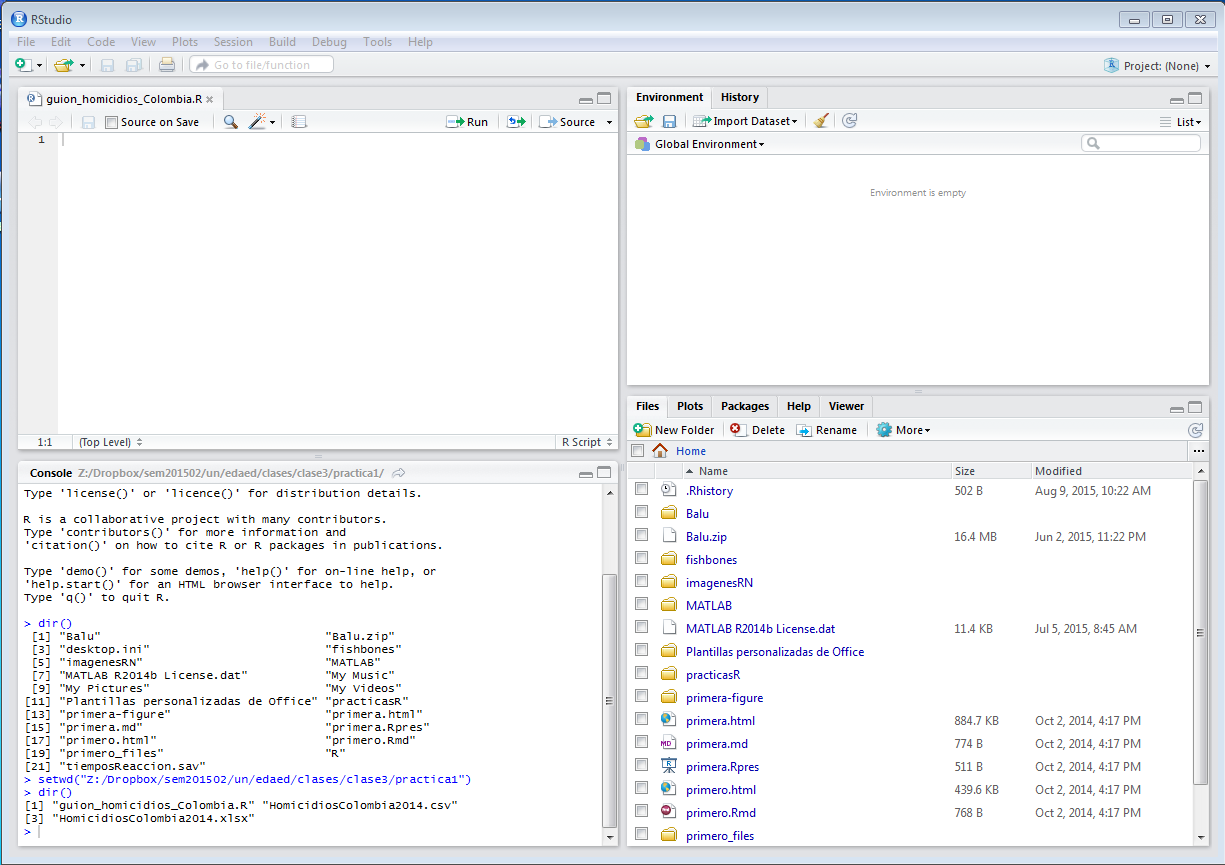 RStudio
File Edit Code View Plots Session Build Debug Tools Help
Go to file/function
Project: (None)
guion_homicidios_Colombia.R
Source on Save Run Source
1
1:1 (Top Level) R Script
Console Z:/Dropbox/sem201502/un/edaed/clases/clase3/practica1/
Type 'license()' or 'licence()' for distribution details.
R is a collaborative project with many contributors.
Type 'contributors()' for more information and
'citation()' on how to cite R or R packages in publications.
Type 'demo()' for some demos, 'help()' for on-line help, or
'help.start()' for an HTML browser interface to help.
Type 'q()' to quit R.
> dir()
[1] "Balu" "Balu.zip"
[3] "desktop.ini" "fishbones"
[5] "imagenesRN" "MATLAB"
[7] "MATLAB R2014b License.dat" "My Music"
[9] "My Pictures" "My Videos"
[11] "Plantillas personalizadas de Office" "practicasR"
[13] "primera-figure" "primera.html"
[15] "primera.md" "primera.Rpres"
[17] "primero.html" "primero.Rmd"
[19] "primero_files" "R"
[21] "tiemposReaccion.sav"
> setwd("Z:/Dropbox/sem201502/un/edaed/clases/clase3/practica1")
> dir()
[1] "guion_homicidios_Colombia.R" "HomicidiosColombia2014.csv"
[3] "HomicidiosColombia2014.xlsx"
>
Environment History
Import Dataset List
Global Environment
Environment is empty
Files Plots Packages Help Viewer
New Folder Delete Rename More
Home
Name Size Modified
.Rhistory 502 B Aug 9, 2015, 10:22 AM
Balu
Balu.zip 16.4 MB Jun 2, 2015, 11:22 PM
fishbones
imagenesRN
MATLAB
MATLAB R2014b License.dat 11.4 KB Jul 5, 2015, 8:45 AM
Plantillas personalizadas de Office
practicasR
primera-figure
primera.html 884.7 KB Oct 2, 2014, 4:17 PM
primera.md 774 B Oct 2, 2014, 4:17 PM
primera.Rpres 511 B Oct 2, 2014, 4:17 PM
primero.html 439.6 KB Oct 2, 2014, 4:17 PM
primero.Rmd 768 B Oct 2, 2014, 4:17 PM
primero_files